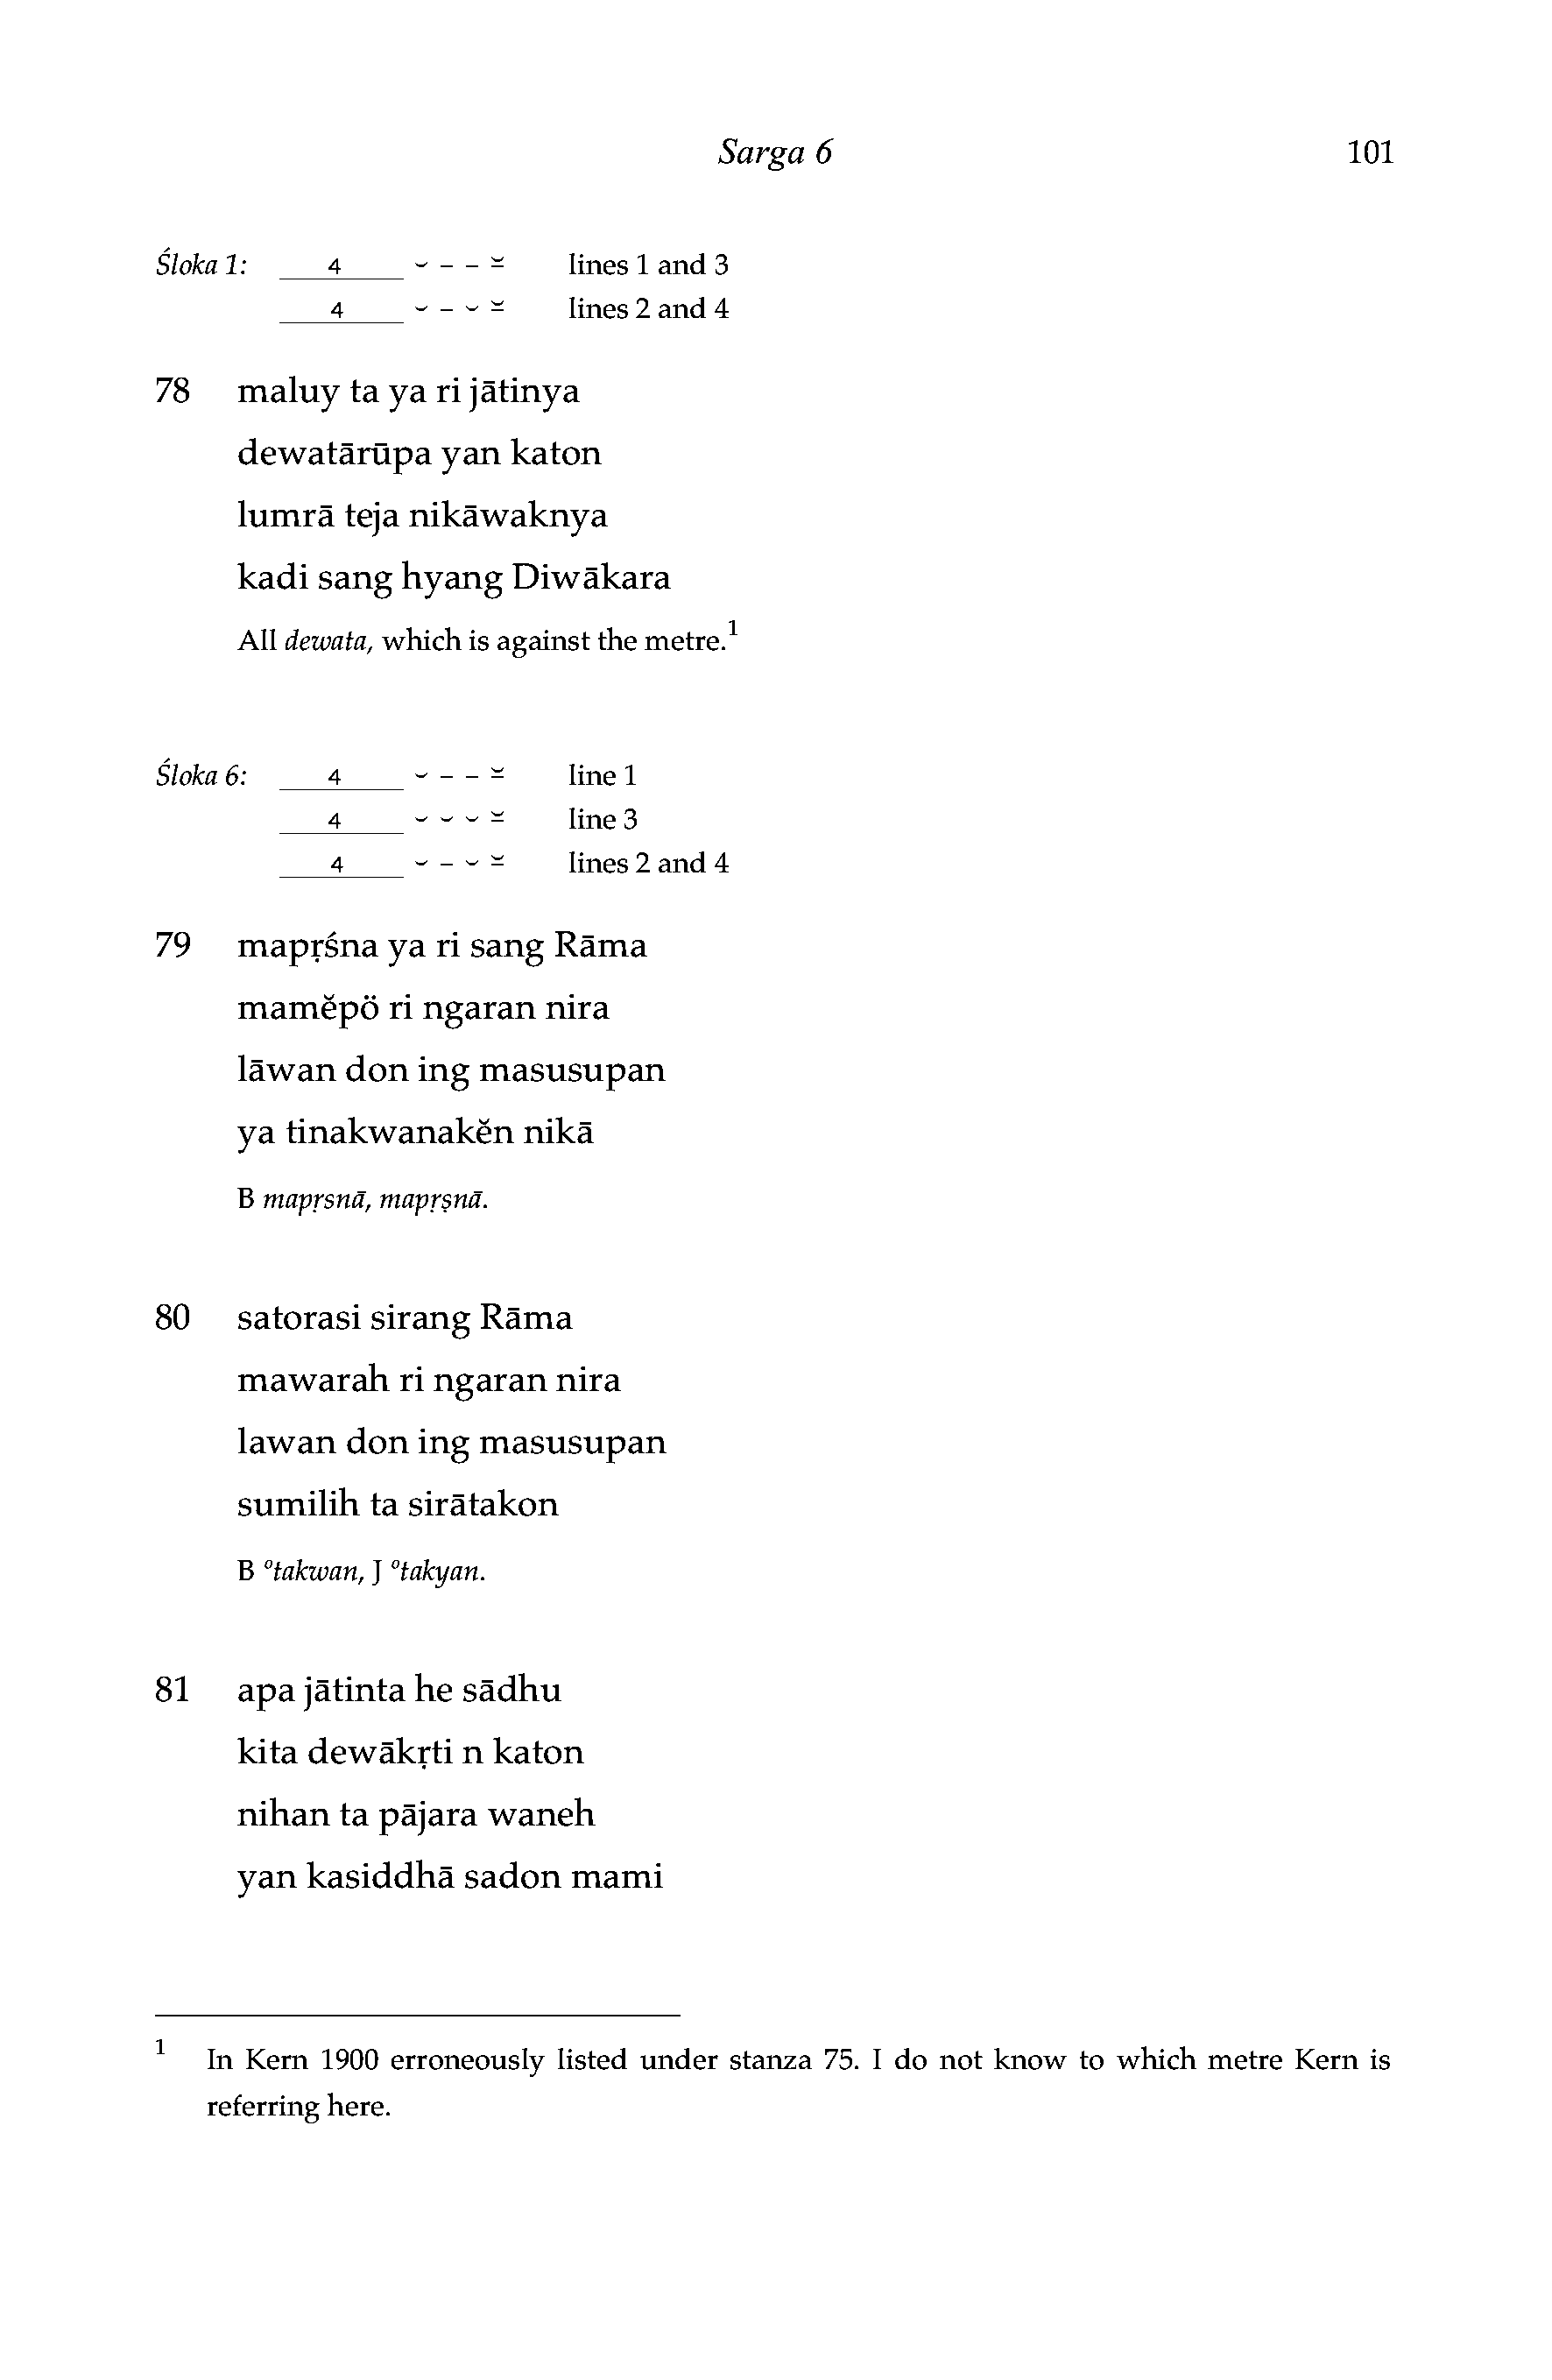 Sarga 6 101
Śloka 1: 4 ⏑ – – ⏓ lines 1 and 3
4 ⏑ – ⏑ ⏓ lines 2 and 4
78 maluy ta ya ri jātinya
dewatārūpa yan katon
lumrā teja nikāwaknya
kadi sang hyang Diwākara
All dewata, which is against the metre.¹
Śloka 6: 4 ⏑ – – ⏓ line 1
4 ⏑ ⏑ ⏑ ⏓ line 3
4 ⏑ – ⏑ ⏓ lines 2 and 4
79 mapṛśna ya ri sang Rāma
mamĕpö ri ngaran nira
lāwan don ing masusupan
ya tinakwanakĕn nikā
B mapṛsnā, mapṛṣnā.
80 satorasi sirang Rāma
mawarah ri ngaran nira
lawan don ing masusupan
sumilih ta sirātakon
B °takwan, J °takyan.
81 apa jātinta he sādhu
kita dewākṛti n katon
nihan ta pājara waneh
yan kasiddhā sadon mami
1 In Kern 1900 erroneously listed under stanza 75. I do not know to which metre Kern is
referring here.